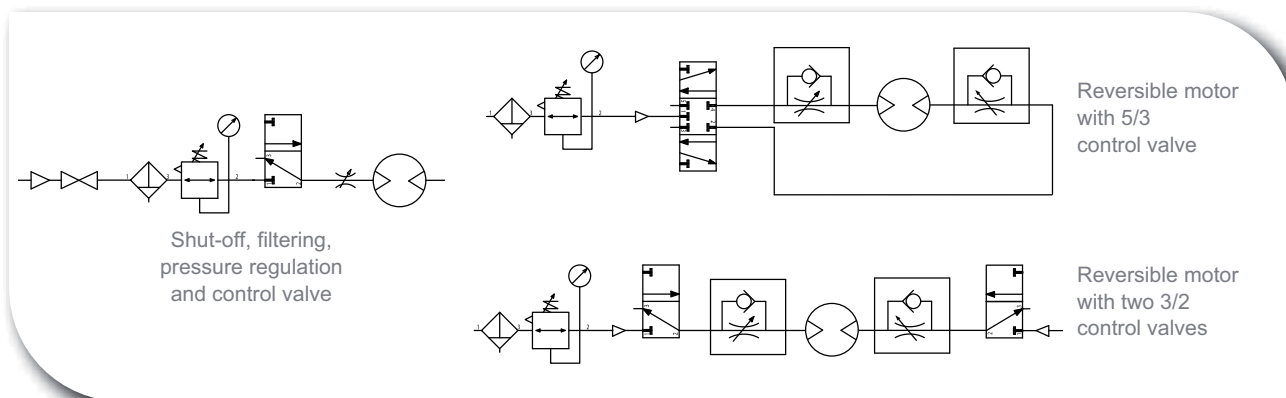 Shut-off, filtering,
pressure regulation
and control valve
Reversible motor
with 5/3
control valve
Reversible motor
with two 3/2
control valves